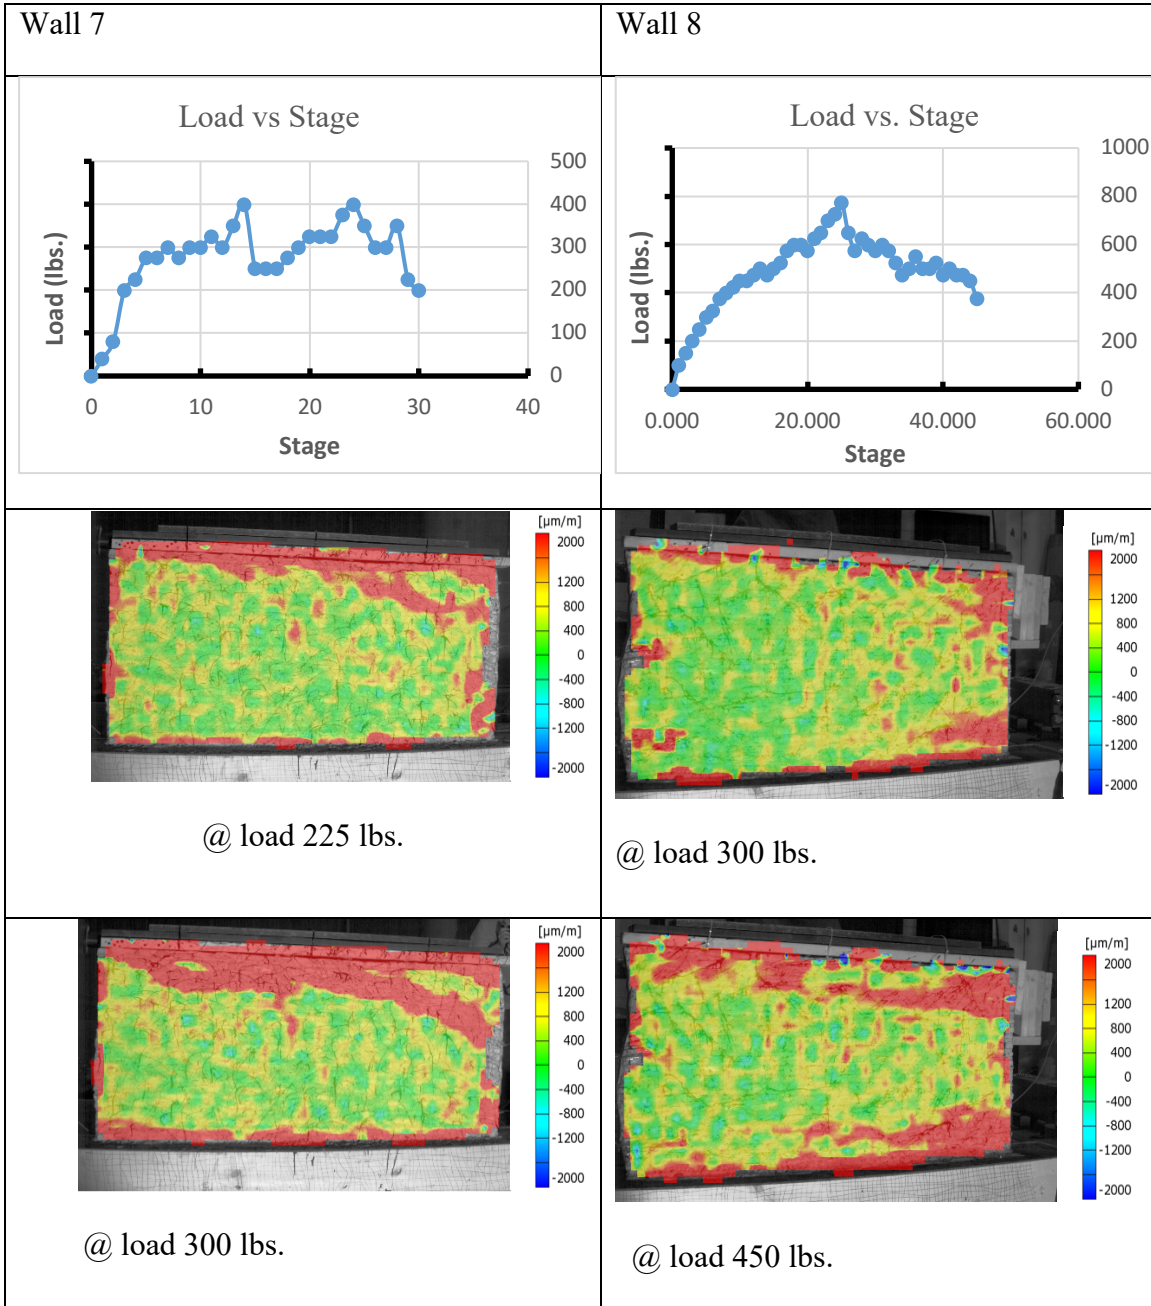 Wall 7
Wall 8
Load vs Stage
500
400
300
200
100
0
0 10 20 30 40
Load (lbs.)
Stage
Load vs. Stage
1000
800
600
400
200
0
0.000 20.000 40.000 60.000
Load (lbs.)
Stage
[µm/m]
2000
1200
800
400
0
-400
-800
-1200
-2000
@ load 225 lbs.
[µm/m]
2000
1200
800
400
0
-400
-800
-1200
-2000
@ load 300 lbs.
[µm/m]
2000
1200
800
400
0
-400
-800
-1200
-2000
@ load 300 lbs.
[µm/m]
2000
1200
800
400
0
-400
-800
-1200
-2000
@ load 450 lbs.